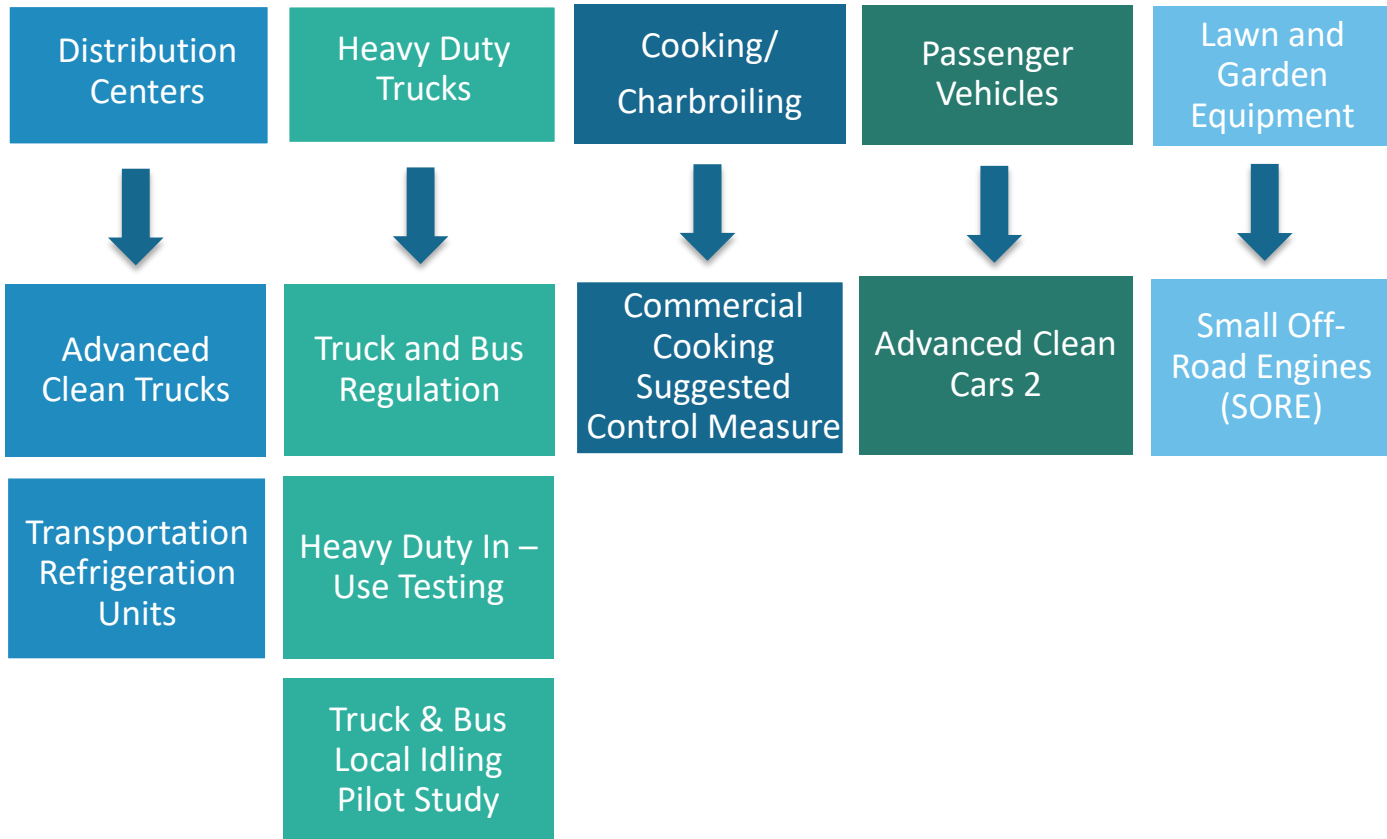 Distribution
Centers
Heavy Duty
Trucks
Cooking/
Charbroiling
Passenger
Vehicles
Lawn and
Garden
Equipment
Advanced
Clean Trucks
Truck and Bus
Regulation
Commercial
Cooking
Suggested
Control Measure
Advanced Clean
Cars 2
Small Off-
Road Engines
(SORE)
Transportation
Refrigeration
Units
Heavy Duty In –
Use Testing
Truck & Bus
Local Idling
Pilot Study